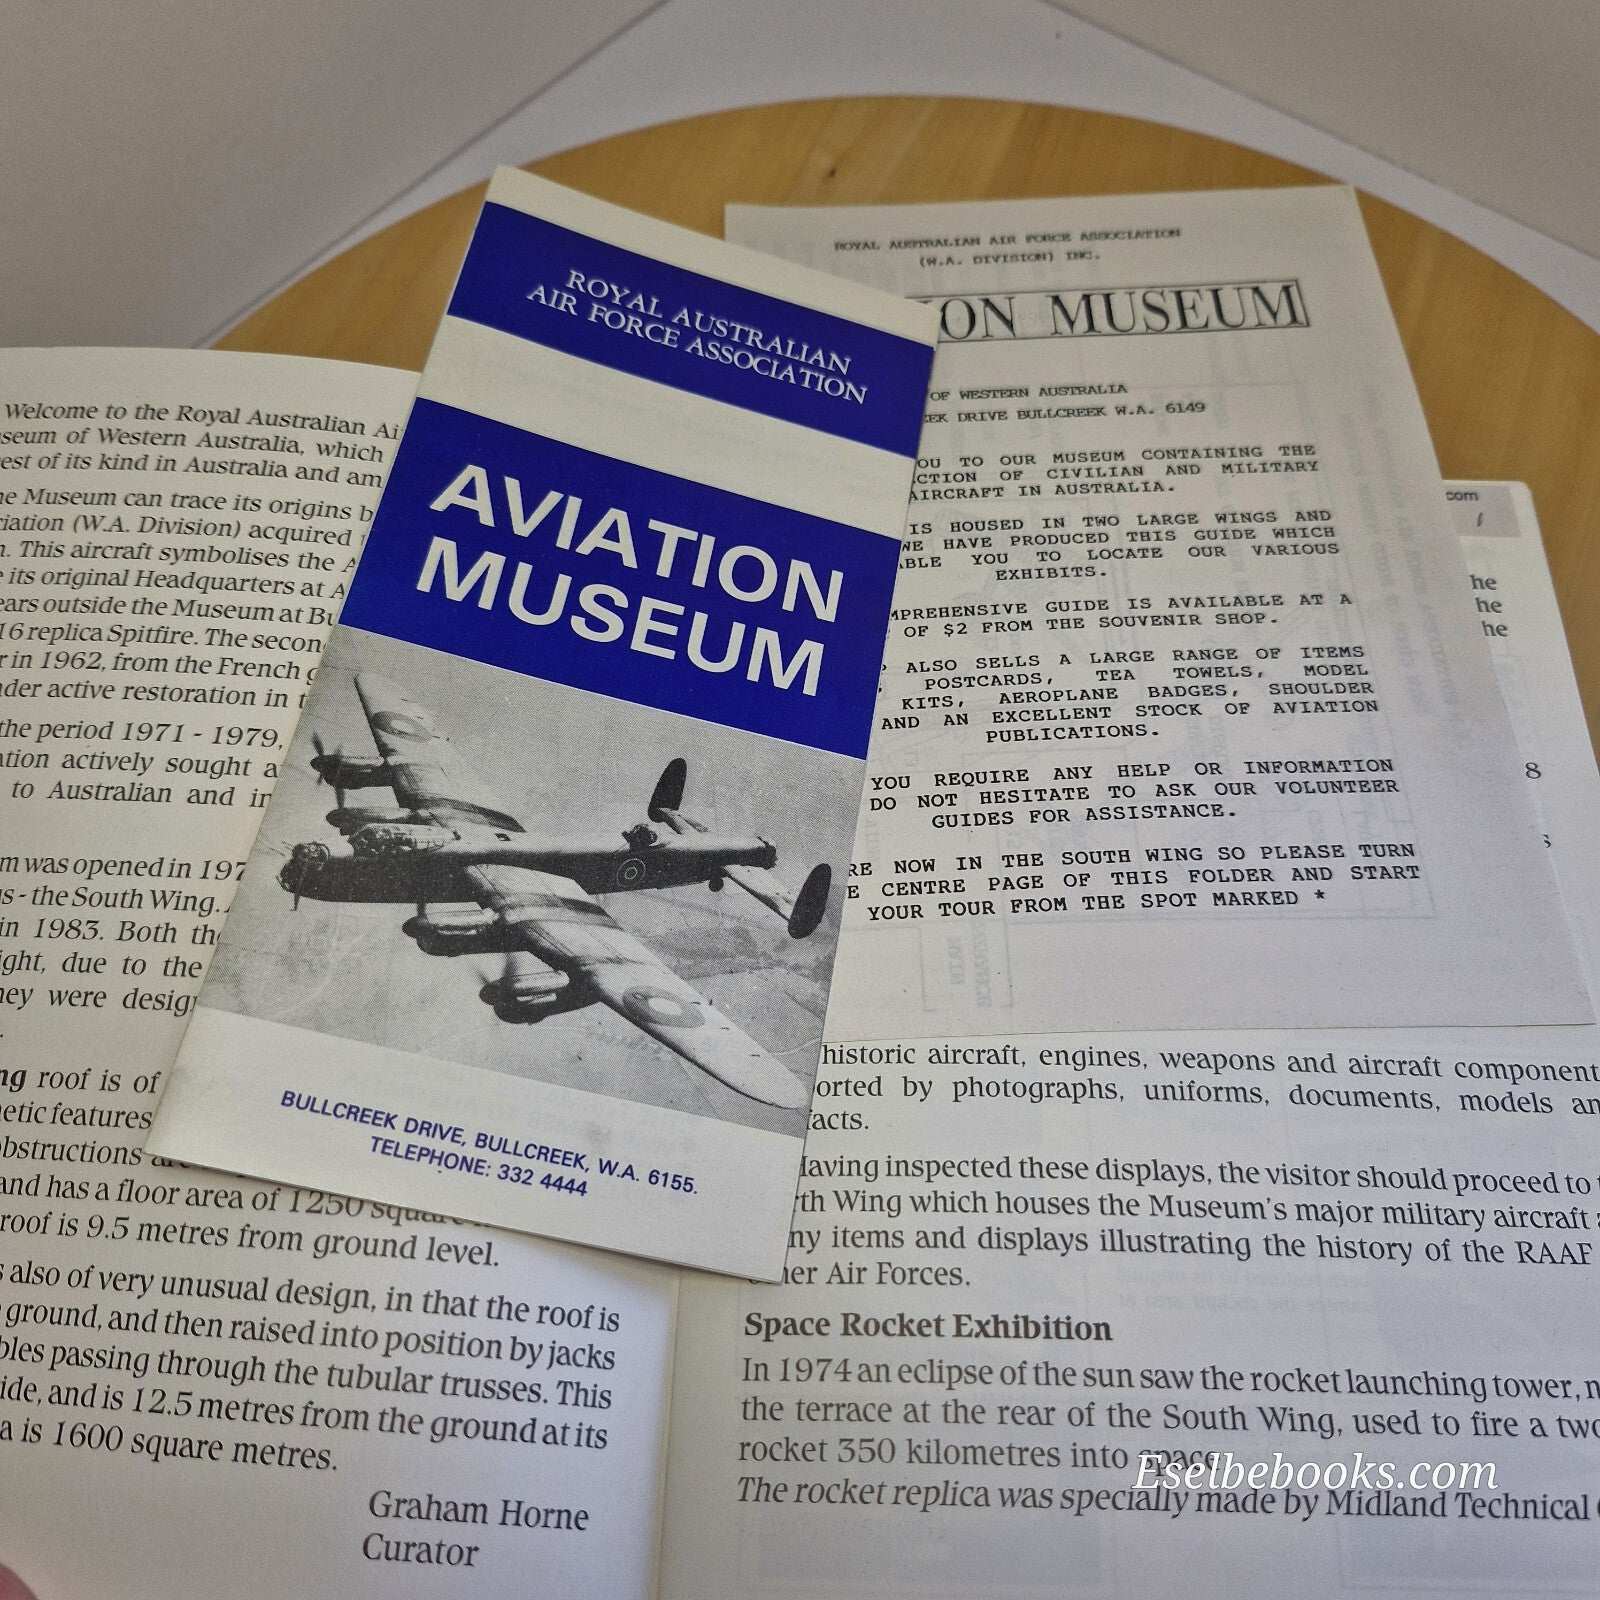 ROYAL AUSTRALIAN
AIR FORCE ASSOCIATION
AVIATION
MUSEUM
BULLCREEK DRIVE, BULLCREEK, W.A. 6155.
TELEPHONE: 332 4444
ROYAL AUSTRALIAN AIR FORCE ASSOCIATION
(W.A. DIVISION) INC.
ON MUSEUM
OF WESTERN AUSTRALIA
DRIVE BULLCREEK W.A. 6149
OU TO OUR MUSEUM CONTAINING THE
CTION OF CIVILIAN AND MILITARY
AIRCRAFT IN AUSTRALIA.
IS HOUSED IN TWO LARGE WINGS AND
WE HAVE PRODUCED THIS GUIDE WHICH
ABLE YOU TO LOCATE OUR VARIOUS
EXHIBITS.
MPREHENSIVE GUIDE IS AVAILABLE AT A
OF $2 FROM THE SOUVENIR SHOP.
ALSO SELLS A LARGE RANGE OF ITEMS
POSTCARDS, TEA TOWELS, MODEL
KITS, AEROPLANE BADGES, SHOULDER
AND AN EXCELLENT STOCK OF AVIATION
PUBLICATIONS.
YOU REQUIRE ANY HELP OR INFORMATION
DO NOT HESITATE TO ASK OUR VOLUNTEER
GUIDES FOR ASSISTANCE.
RE NOW IN THE SOUTH WING SO PLEASE TURN
E CENTRE PAGE OF THIS FOLDER AND START
YOUR TOUR FROM THE SPOT MARKED *
com
he
he
he
8
Welcome to the Royal Australian Ai
seum of Western Australia, which
est of its kind in Australia and am
he Museum can trace its origins b
iation (W.A. Division) acquired
n. This aircraft symbolises the A
e its original Headquarters at A
ears outside the Museum at Bu
16 replica Spitfire. The secon
r in 1962, from the French g
der active restoration in t
the period 1971 - 1979,
ation actively sought a
to Australian and in
m was opened in 197
s - the South Wing.
in 1983. Both the
ight, due to the
hey were desig
ng roof is of
etic features
obstructions
and has a floor area of 1250 square
roof is 9.5 metres from ground level.
s also of very unusual design, in that the roof is
ground, and then raised into position by jacks
bles passing through the tubular trusses. This
ide, and is 12.5 metres from the ground at its
a is 1600 square metres.
Graham Horne
Curator
historic aircraft, engines, weapons and aircraft component
orted by photographs, uniforms, documents, models an
facts.
Having inspected these displays, the visitor should proceed to
rth Wing which houses the Museum's major military aircraft
ny items and displays illustrating the history of the RAAF
other Air Forces.
Space Rocket Exhibition
In 1974 an eclipse of the sun saw the rocket launching tower, n
the terrace at the rear of the South Wing, used to fire a two
rocket 350 kilometres into space
The rocket replica was specially made by Midland Technical
Eselbebooks.com